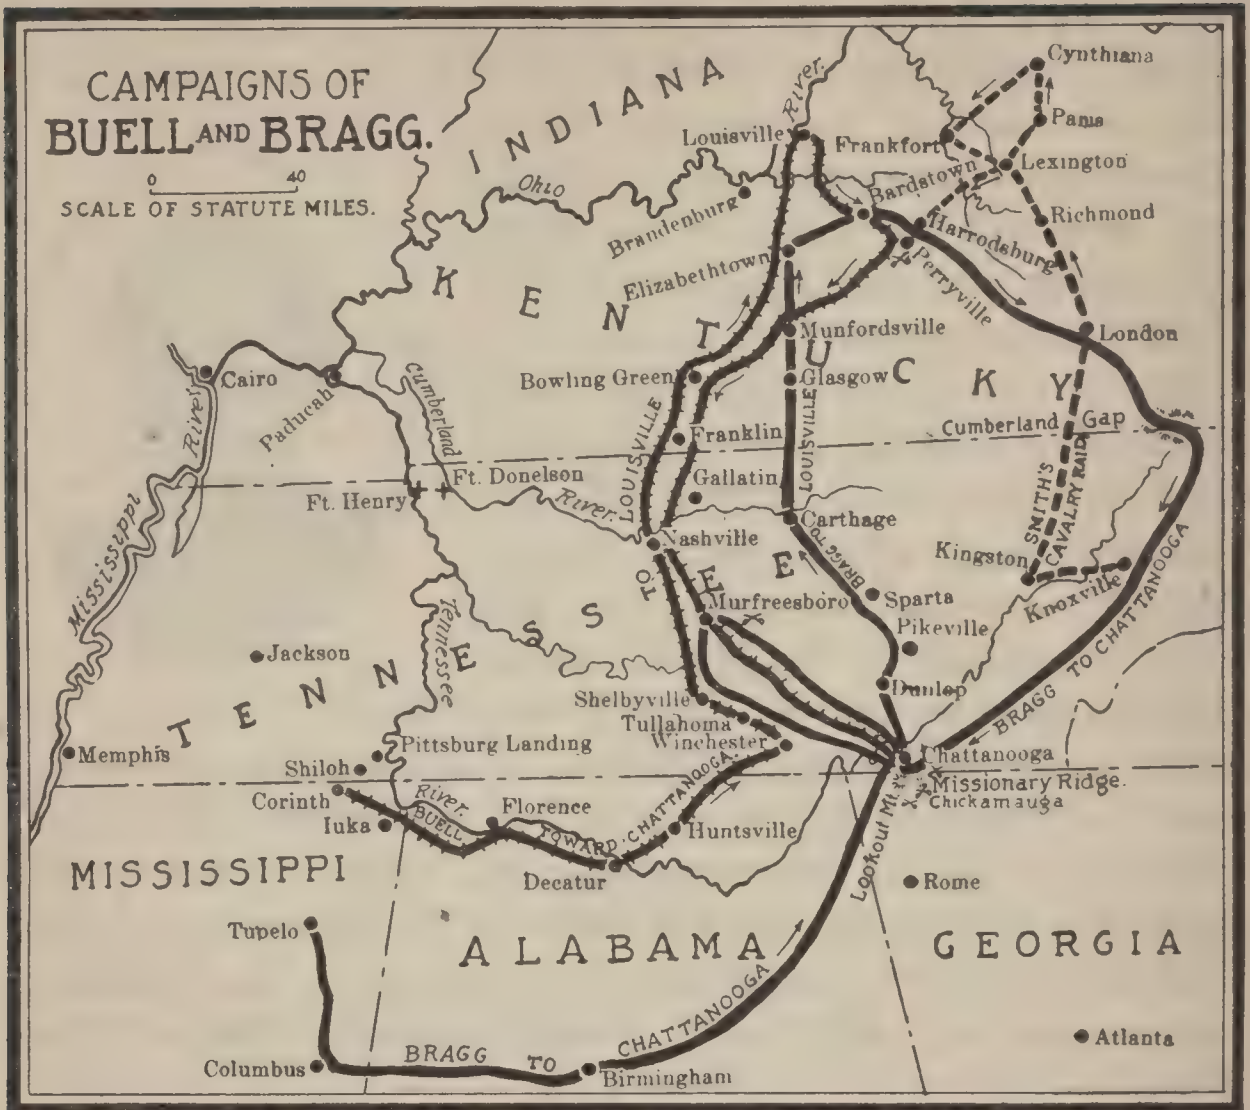 CAMPAIGNS OF
BUELL AND BRAGG.
0 40
SCALE OF STATUTE MILES.
INDIANA
River.
Cynthiana
Paris
Louisville
Frankfort
Lexington
Ohio
Bardstown
Brandenburg
Richmond
Harrodsburg
Elizabethtown
Perryville
KENTUCKY
Munfordsville
London
Cairo
Paducah
Cumberland
River
Bowling Green
Glasgow
LOUISVILLE
LOUISVILLE
Cumberland Gap
Franklin
Gallatin
Ft. Donelson
Ft. Henry
River.
Mississippi
River
Nashville
Carthage
SMITH'S
CAVALRY RAID
Kingston
Knoxville
TO
BRAGG TO
Murfreesboro
Sparta
Pikeville
Tennessee
Jackson
TENNESSEE
Dunlop
BRAGG TO CHATTANOOGA
Shelbyville
Tullahoma
Winchester
Memphis
Pittsburg Landing
Shiloh
Chattanooga
Missionary Ridge.
Chickamauga
Lookout Mt.
Corinth
Iuka
River.
BUELL
Florence
TOWARD CHATTANOOGA.
Huntsville
Decatur
MISSISSIPPI
Rome
Tupelo
ALABAMA
GEORGIA
Atlanta
Columbus
BRAGG TO
CHATTANOOGA
Birmingham